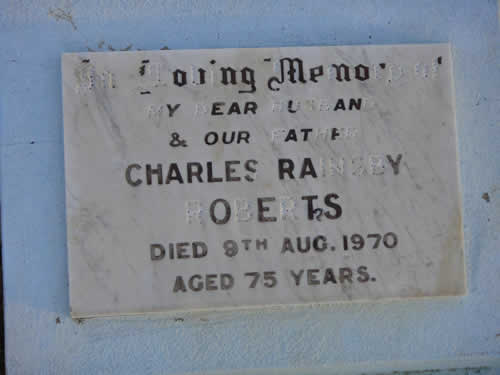 In Loving Memory of
MY DEAR HUSBAND
& OUR FATHER
CHARLES RAINSBY
ROBERTS
DIED 9TH AUG. 1970
AGED 75 YEARS.